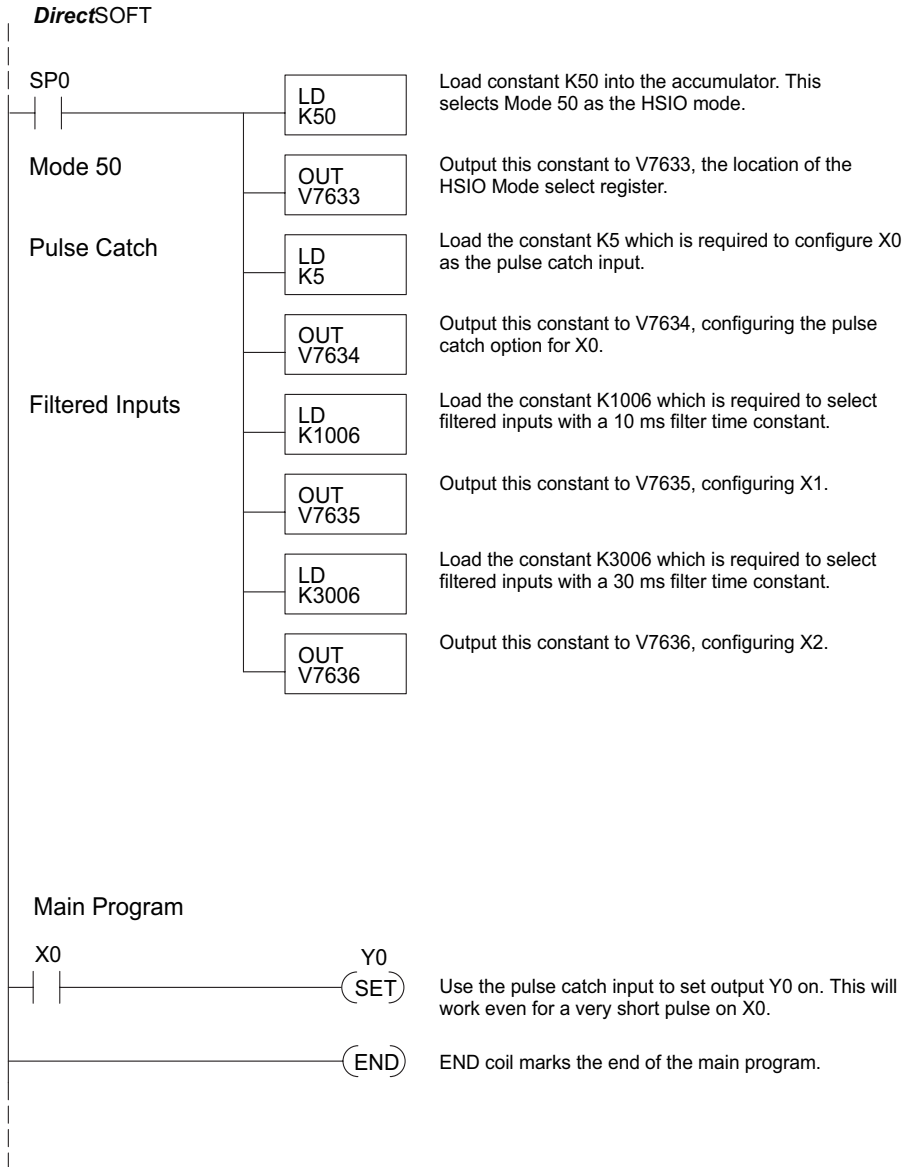 DirectSOFT
SP0
LD
K50
Load constant K50 into the accumulator. This
selects Mode 50 as the HSIO mode.
Mode 50
OUT
V7633
Output this constant to V7633, the location of the
HSIO Mode select register.
Pulse Catch
LD
K5
Load the constant K5 which is required to configure X0
as the pulse catch input.
OUT
V7634
Output this constant to V7634, configuring the pulse
catch option for X0.
Filtered Inputs
LD
K1006
Load the constant K1006 which is required to select
filtered inputs with a 10 ms filter time constant.
OUT
V7635
Output this constant to V7635, configuring X1.
LD
K3006
Load the constant K3006 which is required to select
filtered inputs with a 30 ms filter time constant.
OUT
V7636
Output this constant to V7636, configuring X2.
Main Program
X0
Y0
SET
Use the pulse catch input to set output Y0 on. This will
work even for a very short pulse on X0.
END
END coil marks the end of the main program.